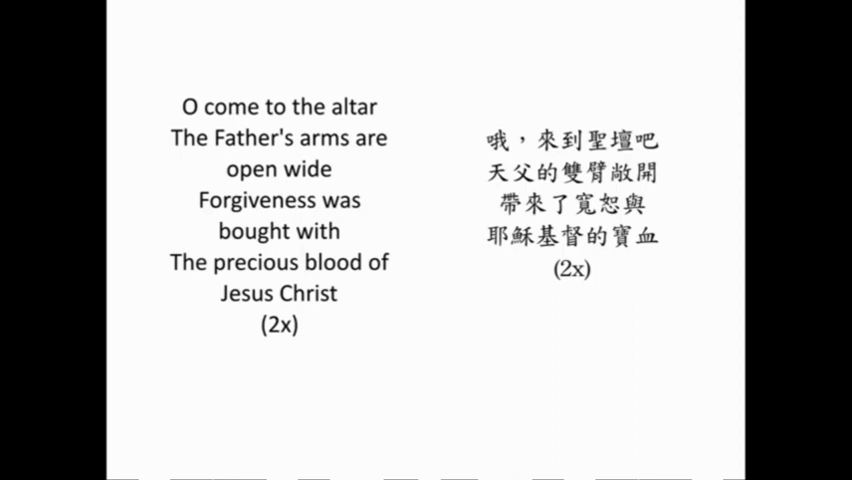 O come to the altar
The Father's arms are
open wide
Forgiveness was
bought with
The precious blood of
Jesus Christ
(2x)
哦，來到聖壇吧
天父的雙臂敞開
帶來了寬恕與
耶穌基督的寶血
(2x)